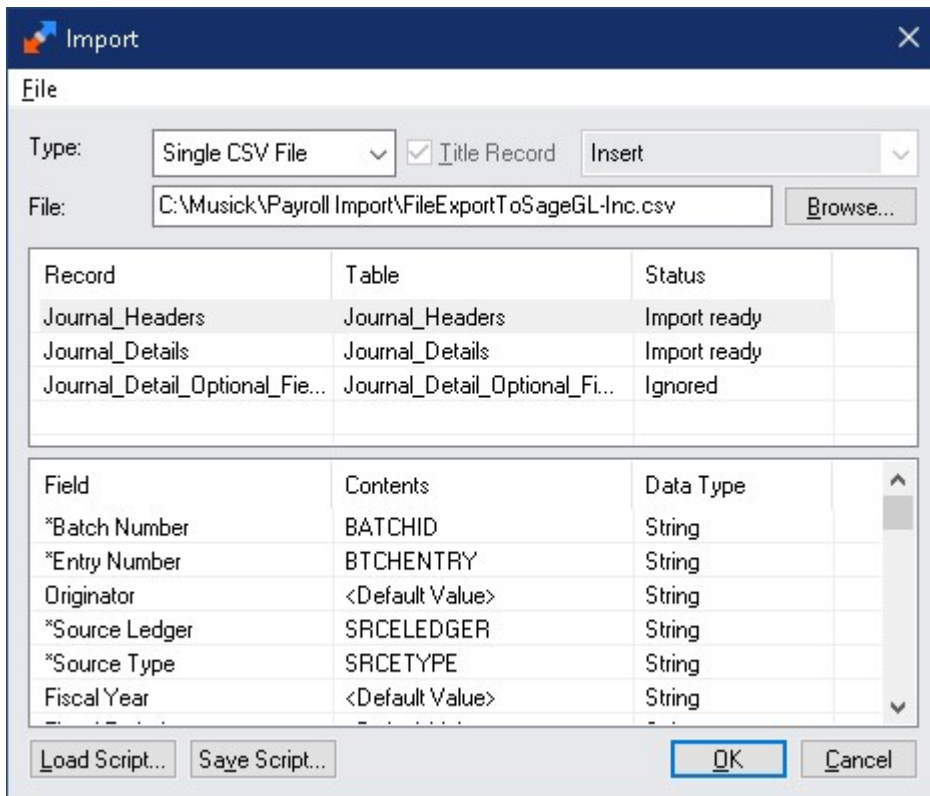 Import
File
Type: Single CSV File Title Record Insert
File: C:\Musick\Payroll Import\FileExportToSageGL-Inc.csv Browse...
Record Table Status
Journal_Headers Journal_Headers Import ready
Journal_Details Journal_Details Import ready
Journal_Detail_Optional_Fie... Journal_Detail_Optional_Fi... Ignored
Field Contents Data Type
*Batch Number BATCHID String
*Entry Number BTCHENTRY String
Originator <Default Value> String
*Source Ledger SRCELEDGER String
*Source Type SRCETYPE String
Fiscal Year <Default Value> String
Load Script... Save Script... OK Cancel